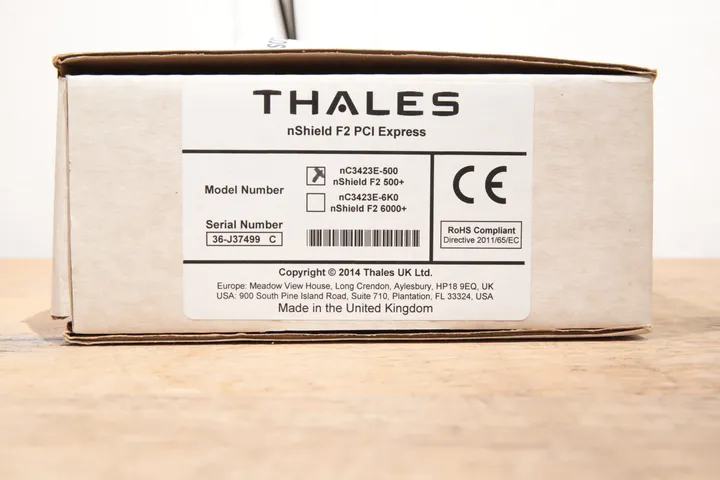 THALES
nShield F2 PCI Express
Model Number
nC3423E-500
nShield F2 500+
nC3423E-6K0
nShield F2 6000+
Serial Number
36-J37499 C
CE
RoHS Compliant
Directive 2011/65/EC
Copyright © 2014 Thales UK Ltd.
Europe: Meadow View House, Long Crendon, Aylesbury, HP18 9EQ, UK
USA: 900 South Pine Island Road, Suite 710, Plantation, FL 33324, USA
Made in the United Kingdom